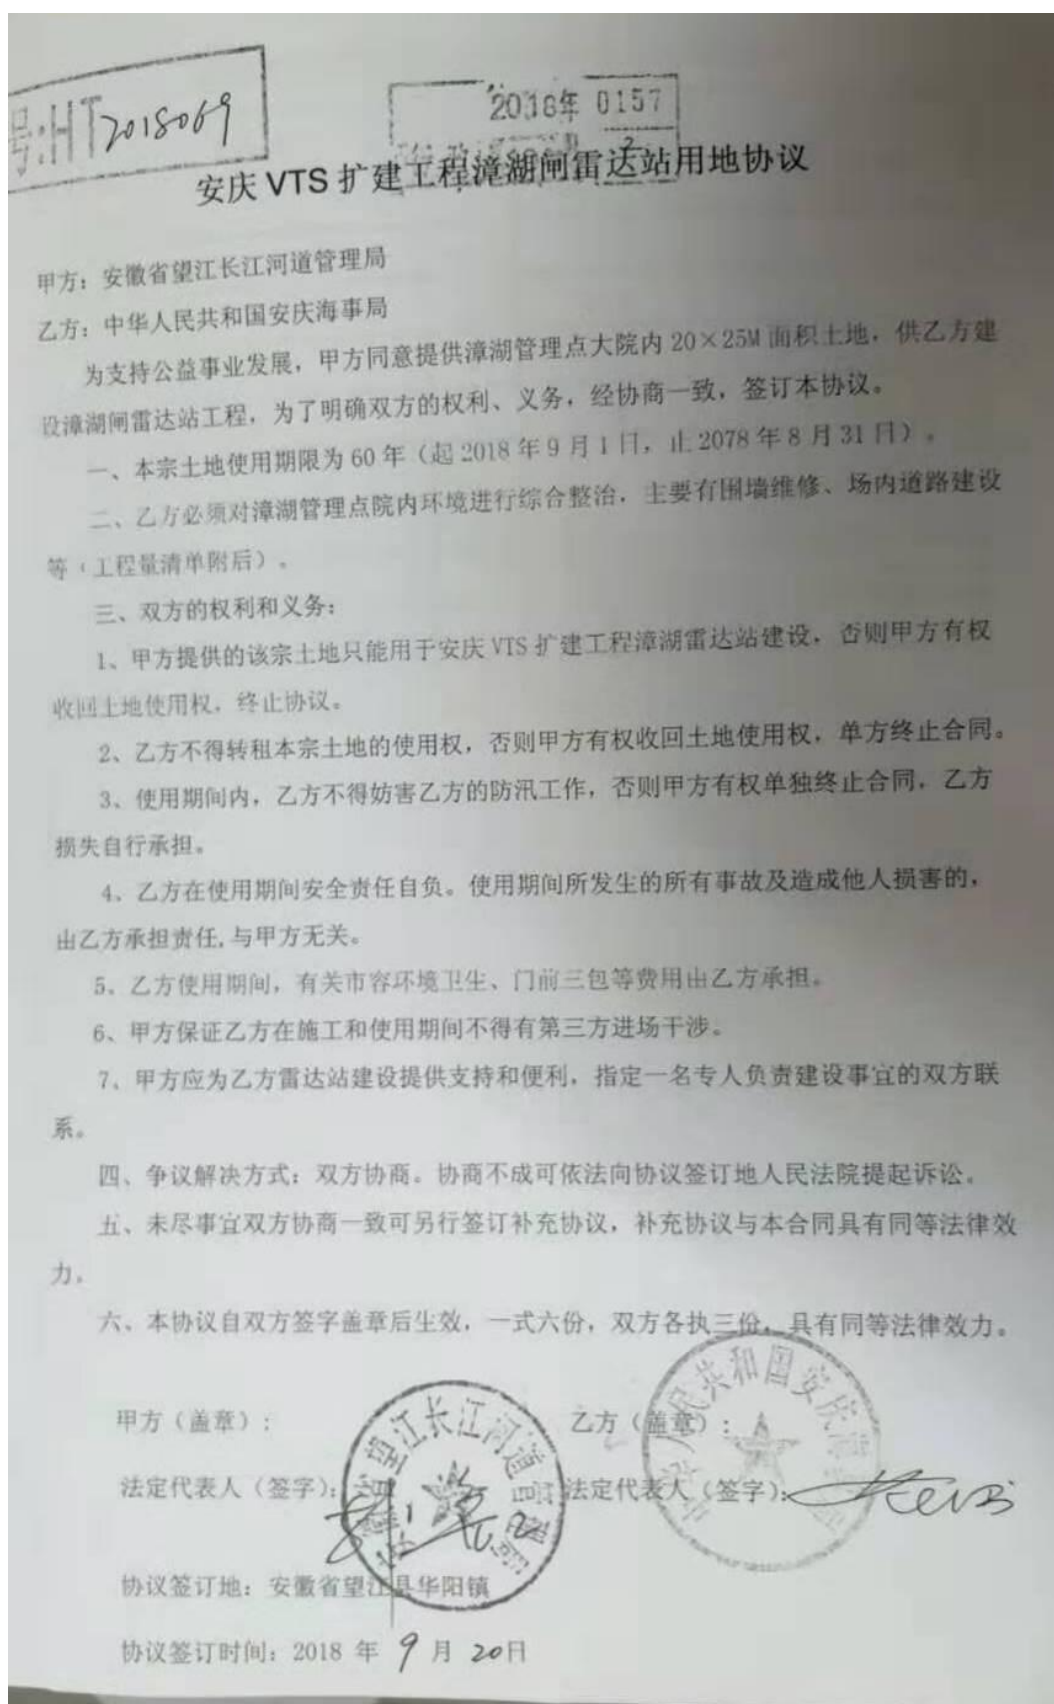 号:HT2018069
2018年 0157
2
安庆 VTS 扩建工程漳湖闸雷达站用地协议
甲方：安徽省望江长江河道管理局
乙方：中华人民共和国安庆海事局
为支持公益事业发展，甲方同意提供漳湖管理点大院内 20×25M 面积土地，供乙方建
设漳湖闸雷达站工程，为了明确双方的权利、义务，经协商一致，签订本协议。
一、本宗土地使用期限为 60 年（起 2018 年 9 月 1 日，止 2078 年 8 月 31 日）。
二、乙方必须对漳湖管理点院内环境进行综合整治，主要有围墙维修、场内道路建设
等（工程量清单附后）。
三、双方的权利和义务：
1、甲方提供的该宗土地只能用于安庆 VTS 扩建工程漳湖雷达站建设，否则甲方有权
收回土地使用权，终止协议。
2、乙方不得转租本宗土地的使用权，否则甲方有权收回土地使用权，单方终止合同。
3、使用期间内，乙方不得妨害乙方的防汛工作，否则甲方有权单独终止合同，乙方
损失自行承担。
4、乙方在使用期间安全责任自负。使用期间所发生的所有事故及造成他人损害的，
由乙方承担责任,与甲方无关。
5、乙方使用期间，有关市容环境卫生、门前三包等费用由乙方承担。
6、甲方保证乙方在施工和使用期间不得有第三方进场干涉。
7、甲方应为乙方雷达站建设提供支持和便利，指定一名专人负责建设事宜的双方联
系。
四、争议解决方式：双方协商。协商不成可依法向协议签订地人民法院提起诉讼。
五、未尽事宜双方协商一致可另行签订补充协议，补充协议与本合同具有同等法律效
力。
六、本协议自双方签字盖章后生效，一式六份，双方各执三份，具有同等法律效力。
甲方（盖章）：
乙方（盖章）：
法定代表人（签字）：
法定代表人（签字）：
望江长江河道管理局
人民共和国安庆海
协议签订地：安徽省望江县华阳镇
协议签订时间：2018 年 9 月 20日